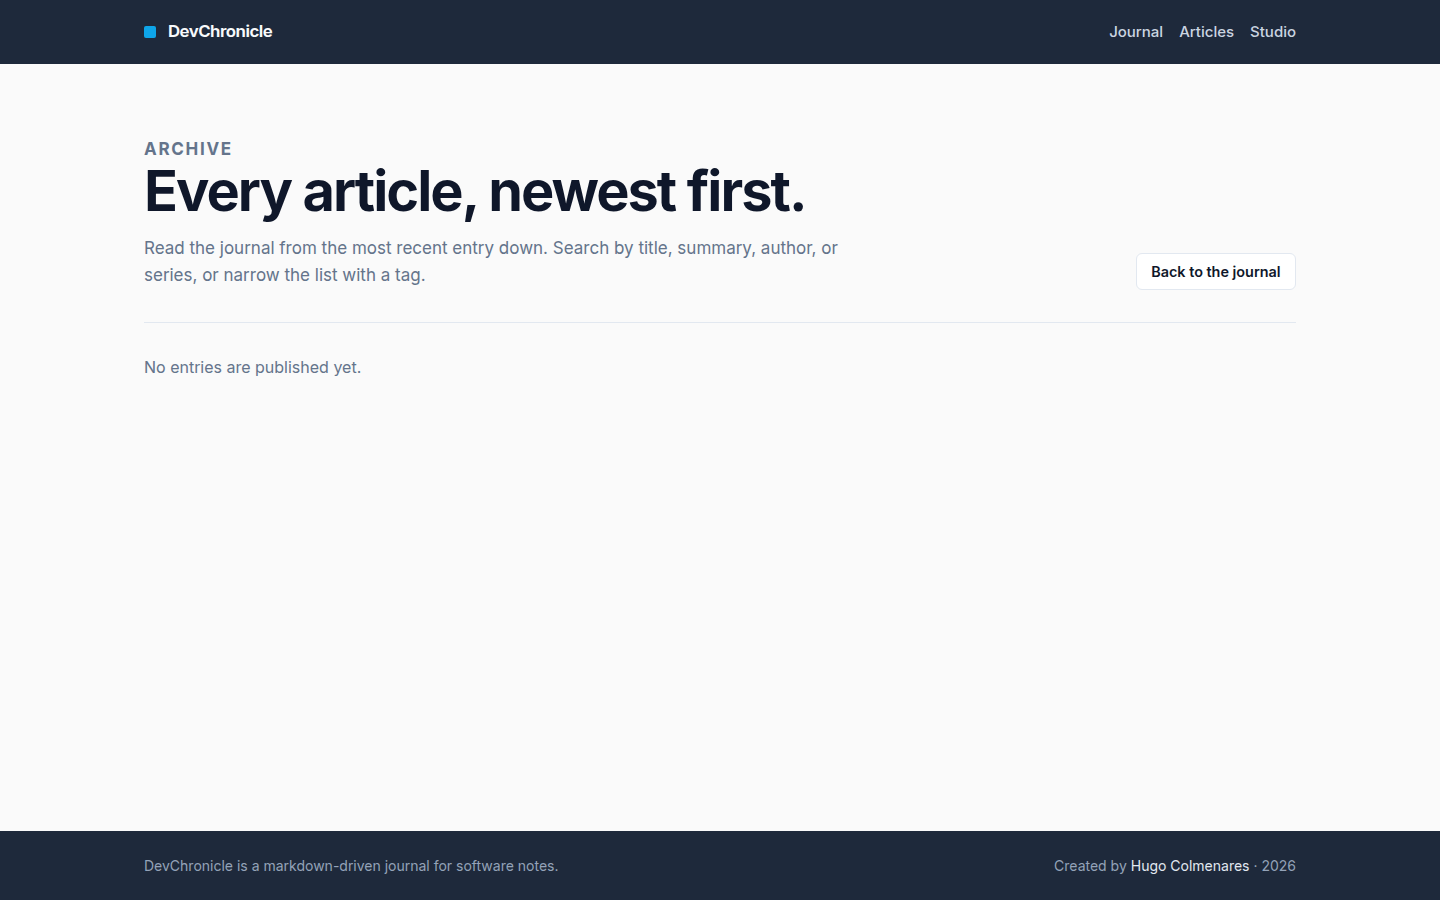 DevChronicle
Journal Articles Studio
ARCHIVE
Every article, newest first.
Read the journal from the most recent entry down. Search by title, summary, author, or
series, or narrow the list with a tag.
Back to the journal
No entries are published yet.
DevChronicle is a markdown-driven journal for software notes.
Created by Hugo Colmenares · 2026